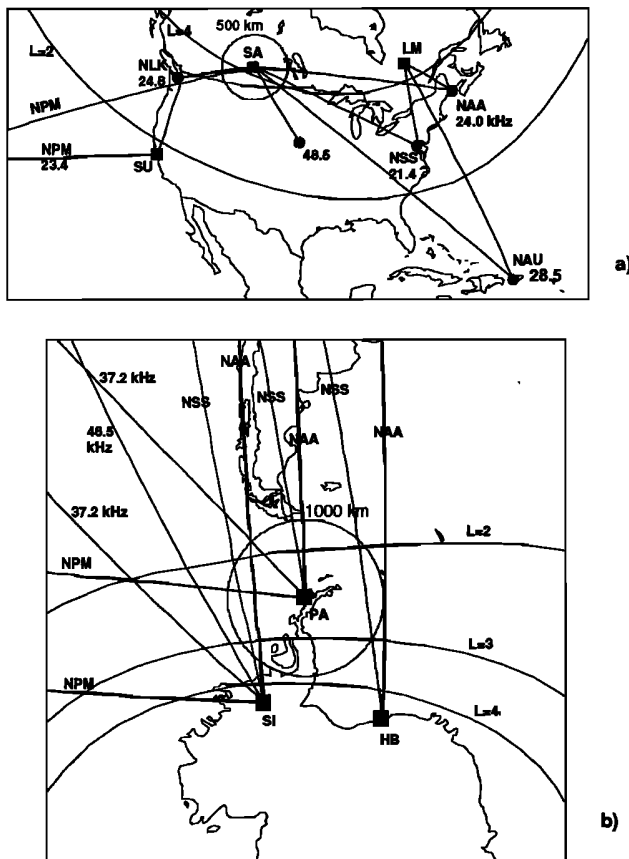 500 km
L=4
L=2
SA
LM
NLK
24.8
NPM
NAA
24.0 kHz
NPM
23.4
SU
48.5
NSS
21.4
NAU
28.5
a)
37.2 kHz
NAA
NSS
NSS
NSS
48.5
kHz
NAA
NAA
37.2 kHz
1000 km
L=2
NPM
PA
L=3
NPM
L=4
SI
HB
b)